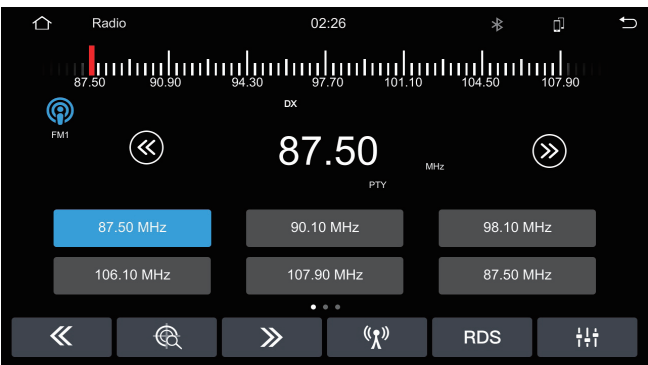 Radio 02:26
87.50 90.90 94.30 97.70 101.10 104.50 107.90
DX
FM1
87.50 MHz
PTY
87.50 MHz 90.10 MHz 98.10 MHz
106.10 MHz 107.90 MHz 87.50 MHz
RDS